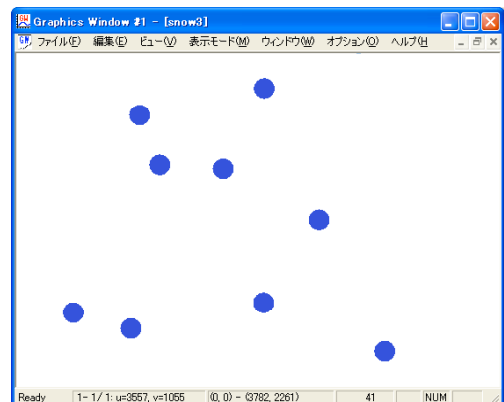 Graphics Window #1 - [snow3]
ファイル(F) 編集(E) ビュー(V) 表示モード(M) ウィンドウ(W) オプション(O) ヘルプ(H
Ready 1- 1/ 1: u=3557, v=1055 (0, 0) - (3782, 2261) 41 NUM